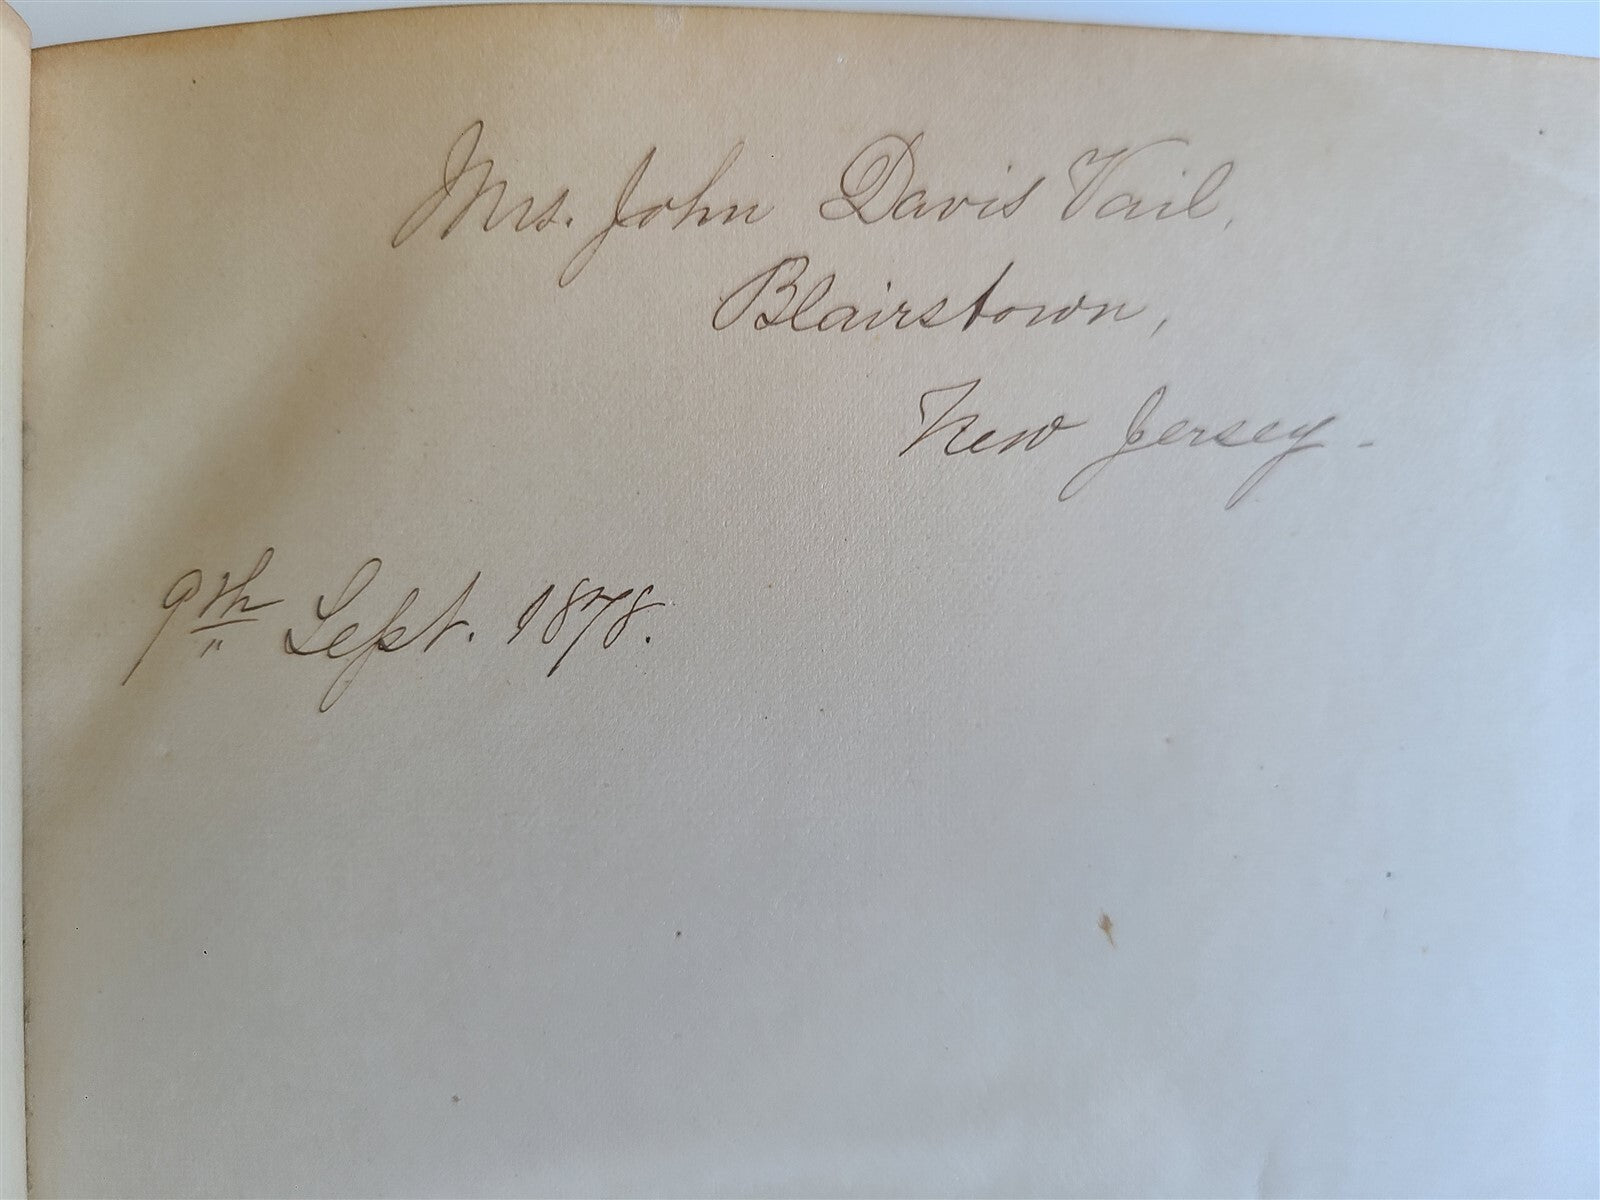 Mrs. John Davis Vail,
Blairstown,
New Jersey-
9th Sept. 1878.